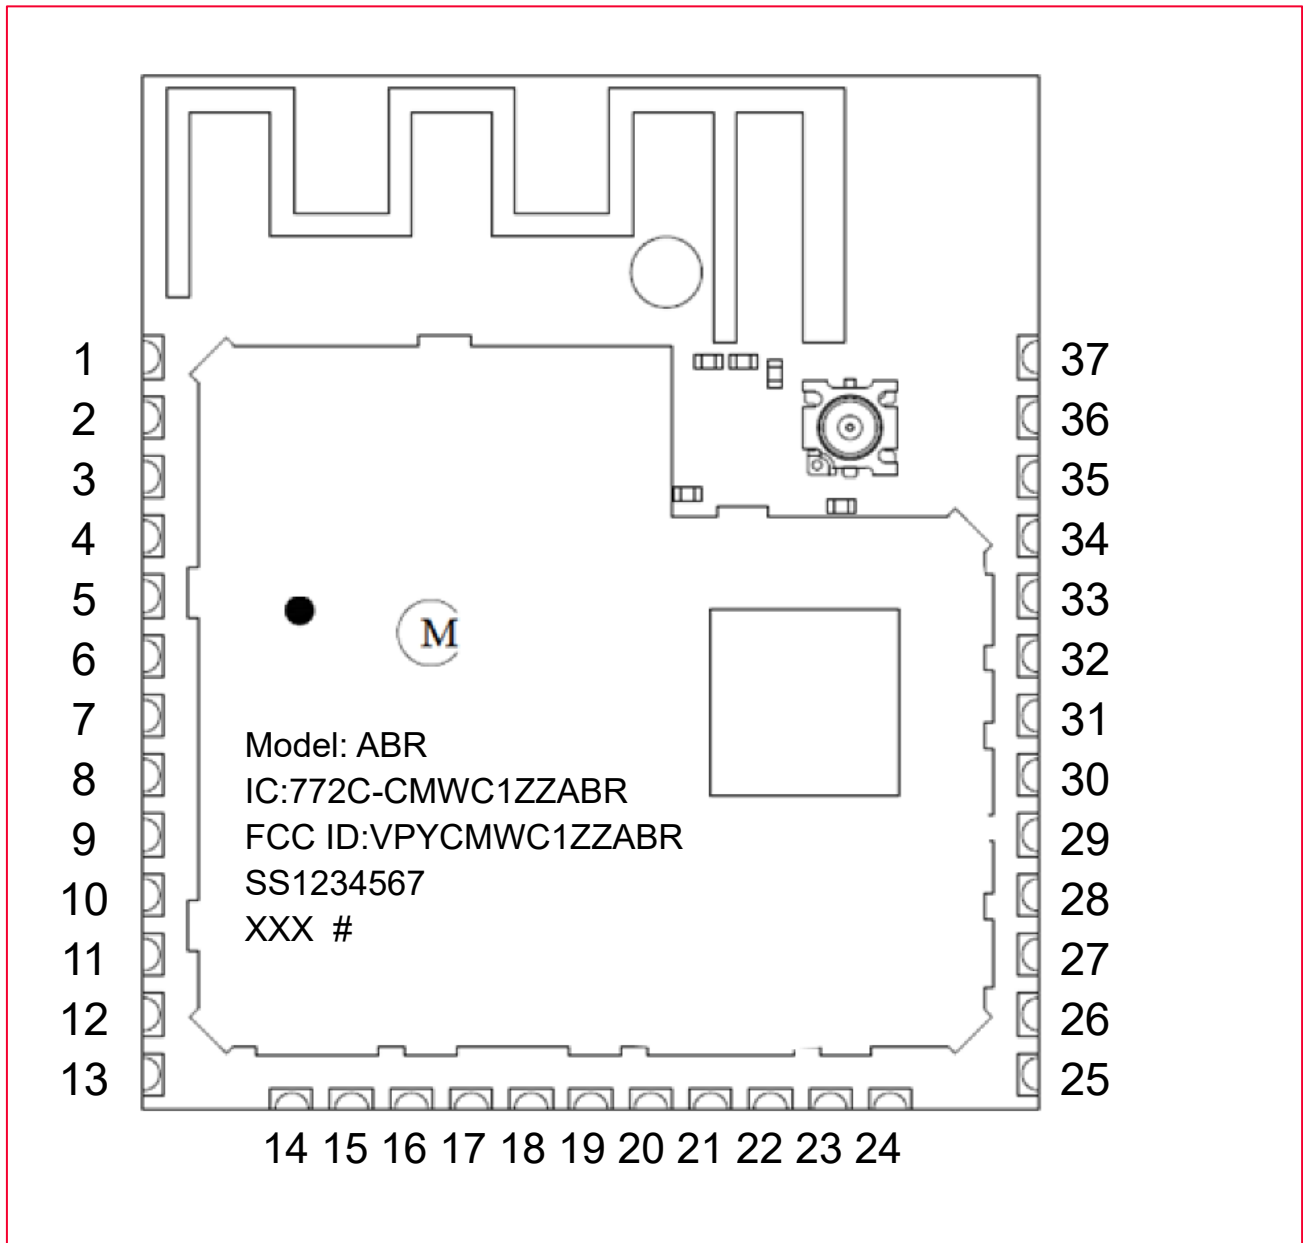 1 37
2 36
3 35
4 34
5 33
6 32
7 31
8 30
9 29
10 28
11 27
12 26
13 25
M
Model: ABR
IC:772C-CMWC1ZZABR
FCC ID:VPYCMWC1ZZABR
SS1234567
XXX #
14 15 16 17 18 19 20 21 22 23 24